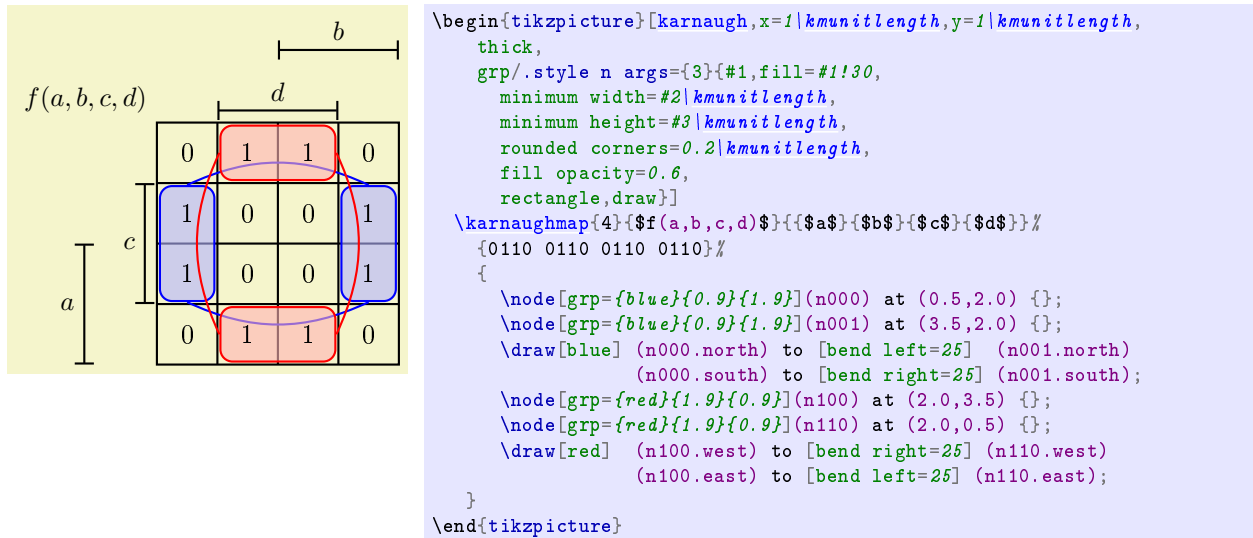 b
f(a, b, c, d)
d
0 1 1 0
1 0 0 1
c
1 0 0 1
a
0 1 1 0
\begin{tikzpicture}[karnaugh,x=1\kmunitlength,y=1\kmunitlength,
thick,
grp/.style n args={3}{#1,fill=#1!30,
minimum width=#2\kmunitlength,
minimum height=#3\kmunitlength,
rounded corners=0.2\kmunitlength,
fill opacity=0.6,
rectangle,draw}]
\karnaughmap{4}{$f(a,b,c,d)$}{{$a$}{$b$}{$c$}{$d$}}%
{0110 0110 0110 0110}%
{
\node[grp={blue}{0.9}{1.9}](n000) at (0.5,2.0) {};
\node[grp={blue}{0.9}{1.9}](n001) at (3.5,2.0) {};
\draw[blue] (n000.north) to [bend left=25]  (n001.north)
(n000.south) to [bend right=25] (n001.south);
\node[grp={red}{1.9}{0.9}](n100) at (2.0,3.5) {};
\node[grp={red}{1.9}{0.9}](n110) at (2.0,0.5) {};
\draw[red]  (n100.west) to [bend right=25] (n110.west)
(n100.east) to [bend left=25] (n110.east);
}
\end{tikzpicture}